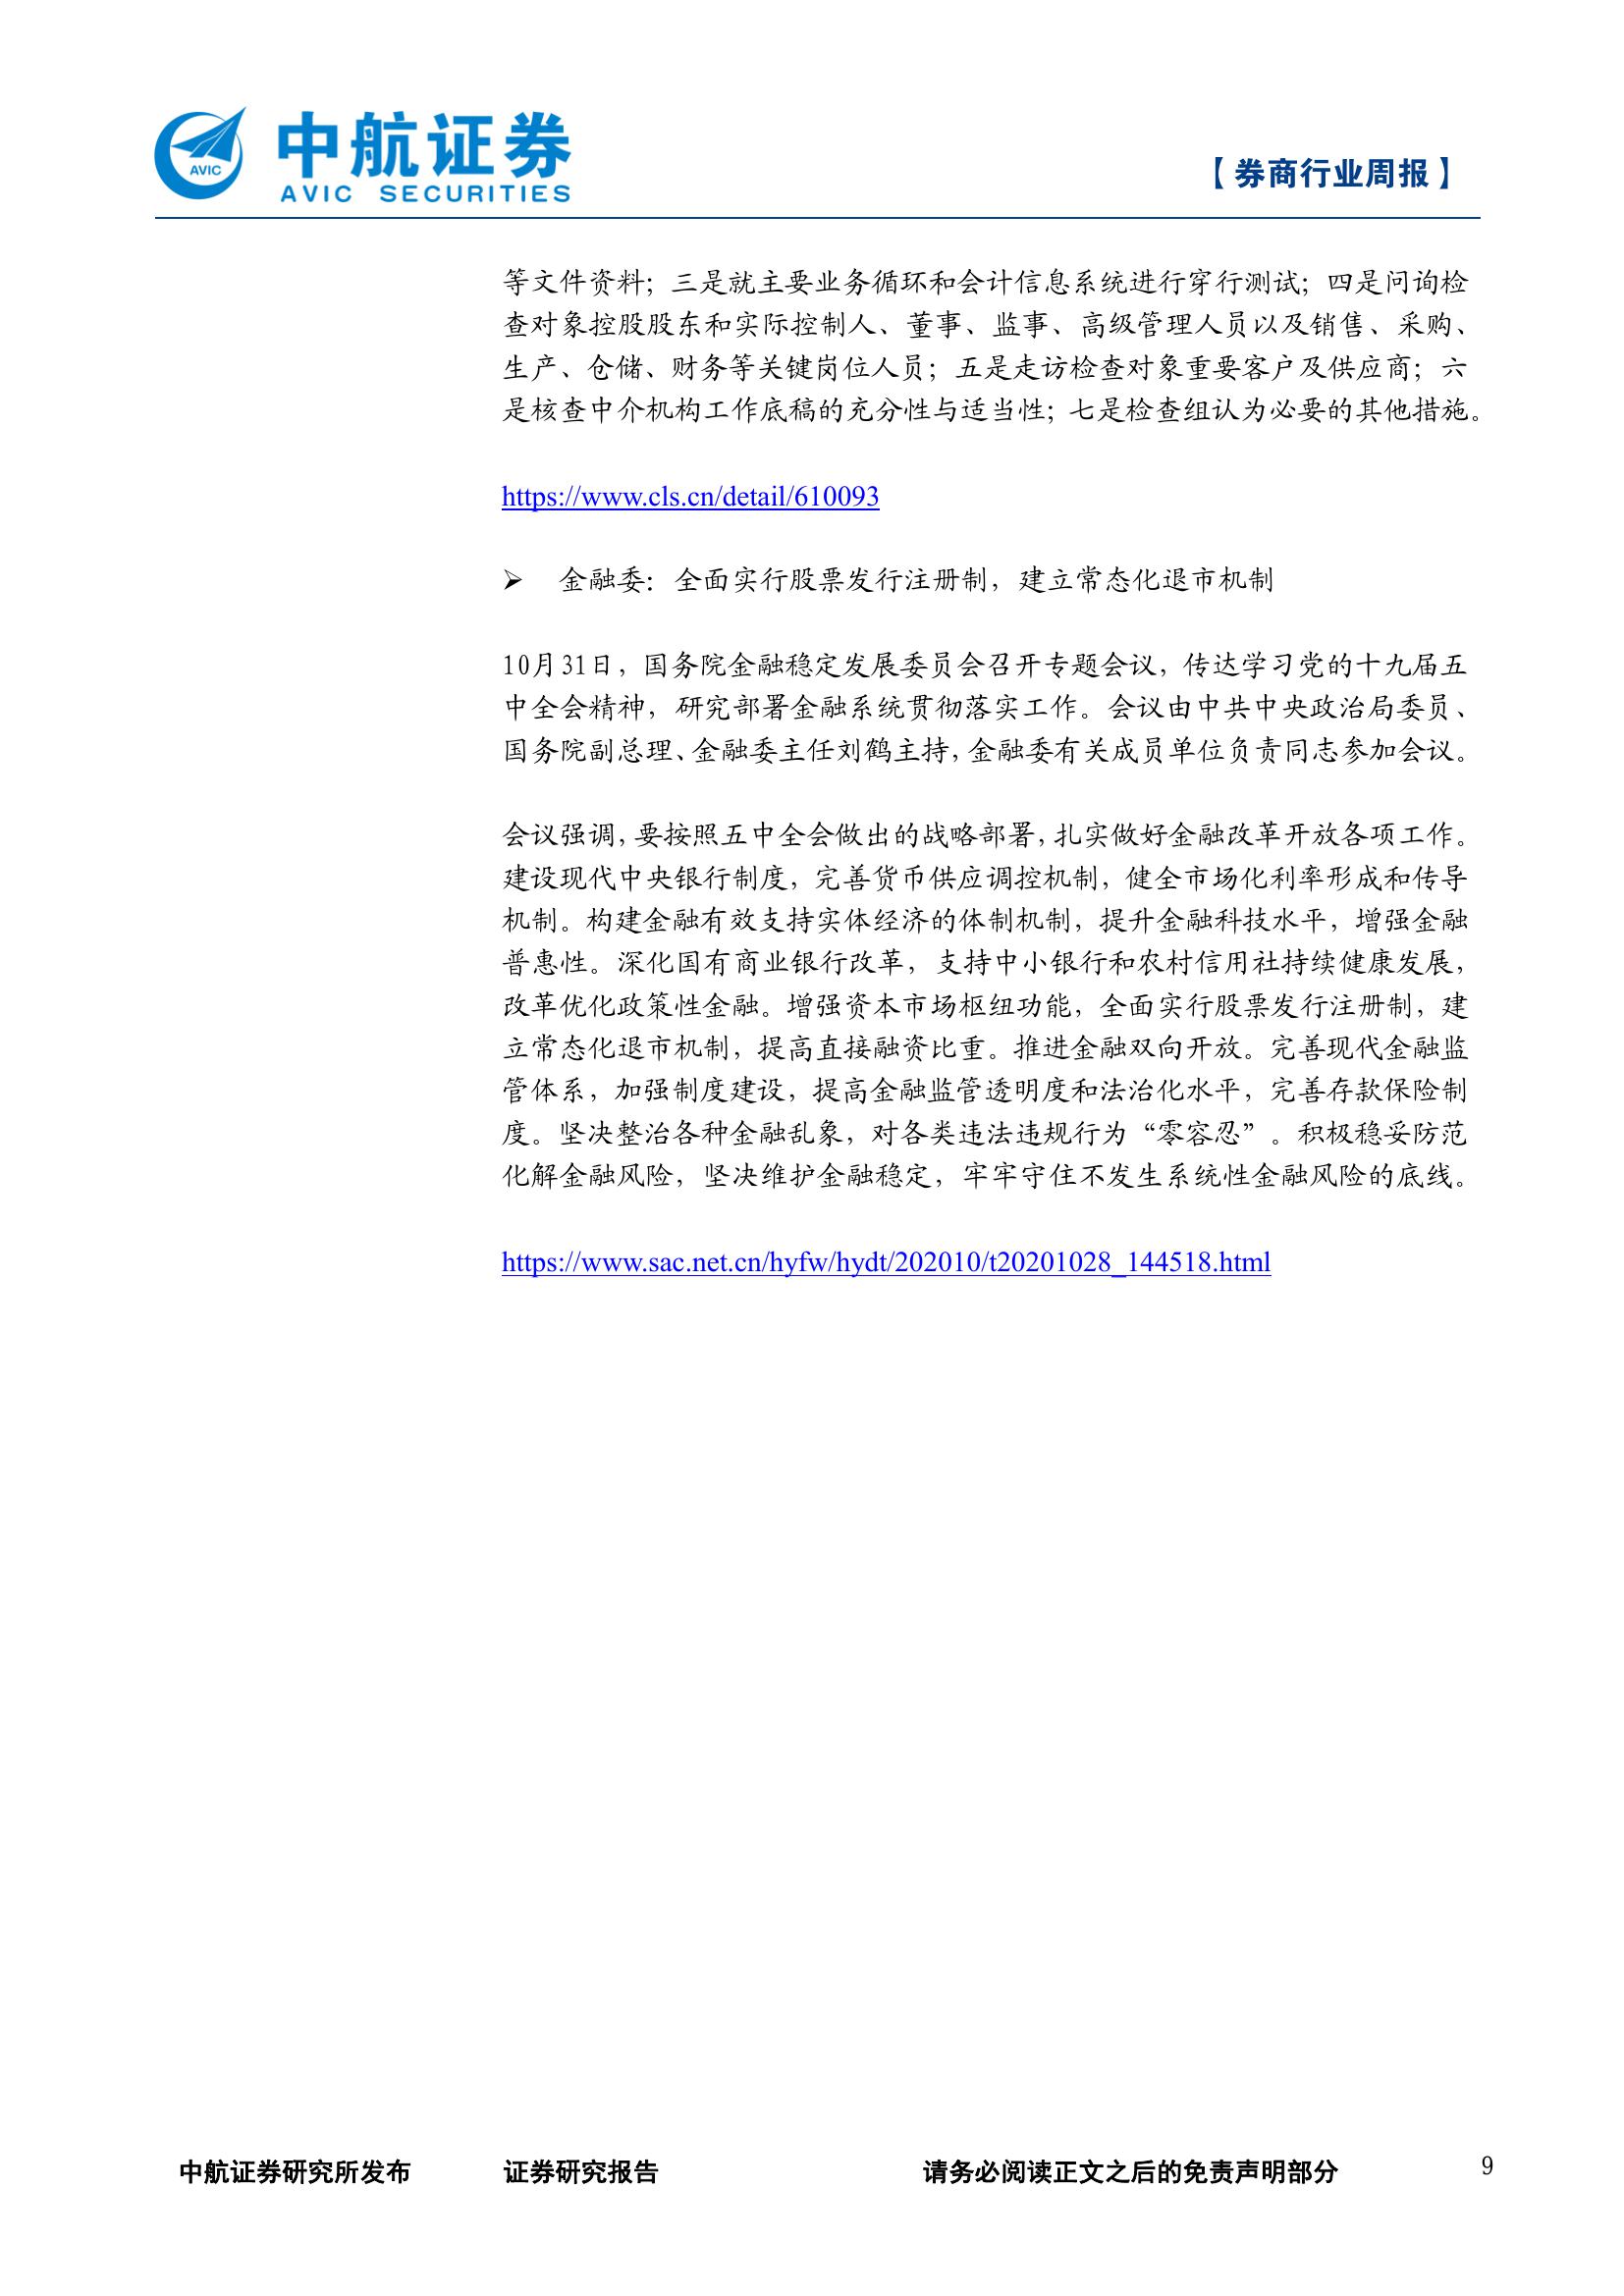 AVIC
中航证券
AVIC SECURITIES
【券商行业周报】
等文件资料；三是就主要业务循环和会计信息系统进行穿行测试；四是问询检
查对象控股股东和实际控制人、董事、监事、高级管理人员以及销售、采购、
生产、仓储、财务等关键岗位人员；五是走访检查对象重要客户及供应商；六
是核查中介机构工作底稿的充分性与适当性；七是检查组认为必要的其他措施。
https://www.cls.cn/detail/610093
➢ 金融委：全面实行股票发行注册制，建立常态化退市机制
10月31日，国务院金融稳定发展委员会召开专题会议，传达学习党的十九届五
中全会精神，研究部署金融系统贯彻落实工作。会议由中共中央政治局委员、
国务院副总理、金融委主任刘鹤主持，金融委有关成员单位负责同志参加会议。
会议强调，要按照五中全会做出的战略部署，扎实做好金融改革开放各项工作。
建设现代中央银行制度，完善货币供应调控机制，健全市场化利率形成和传导
机制。构建金融有效支持实体经济的体制机制，提升金融科技水平，增强金融
普惠性。深化国有商业银行改革，支持中小银行和农村信用社持续健康发展，
改革优化政策性金融。增强资本市场枢纽功能，全面实行股票发行注册制，建
立常态化退市机制，提高直接融资比重。推进金融双向开放。完善现代金融监
管体系，加强制度建设，提高金融监管透明度和法治化水平，完善存款保险制
度。坚决整治各种金融乱象，对各类违法违规行为“零容忍”。积极稳妥防范
化解金融风险，坚决维护金融稳定，牢牢守住不发生系统性金融风险的底线。
https://www.sac.net.cn/hyfw/hydt/202010/t20201028_144518.html
中航证券研究所发布 证券研究报告 请务必阅读正文之后的免责声明部分 9